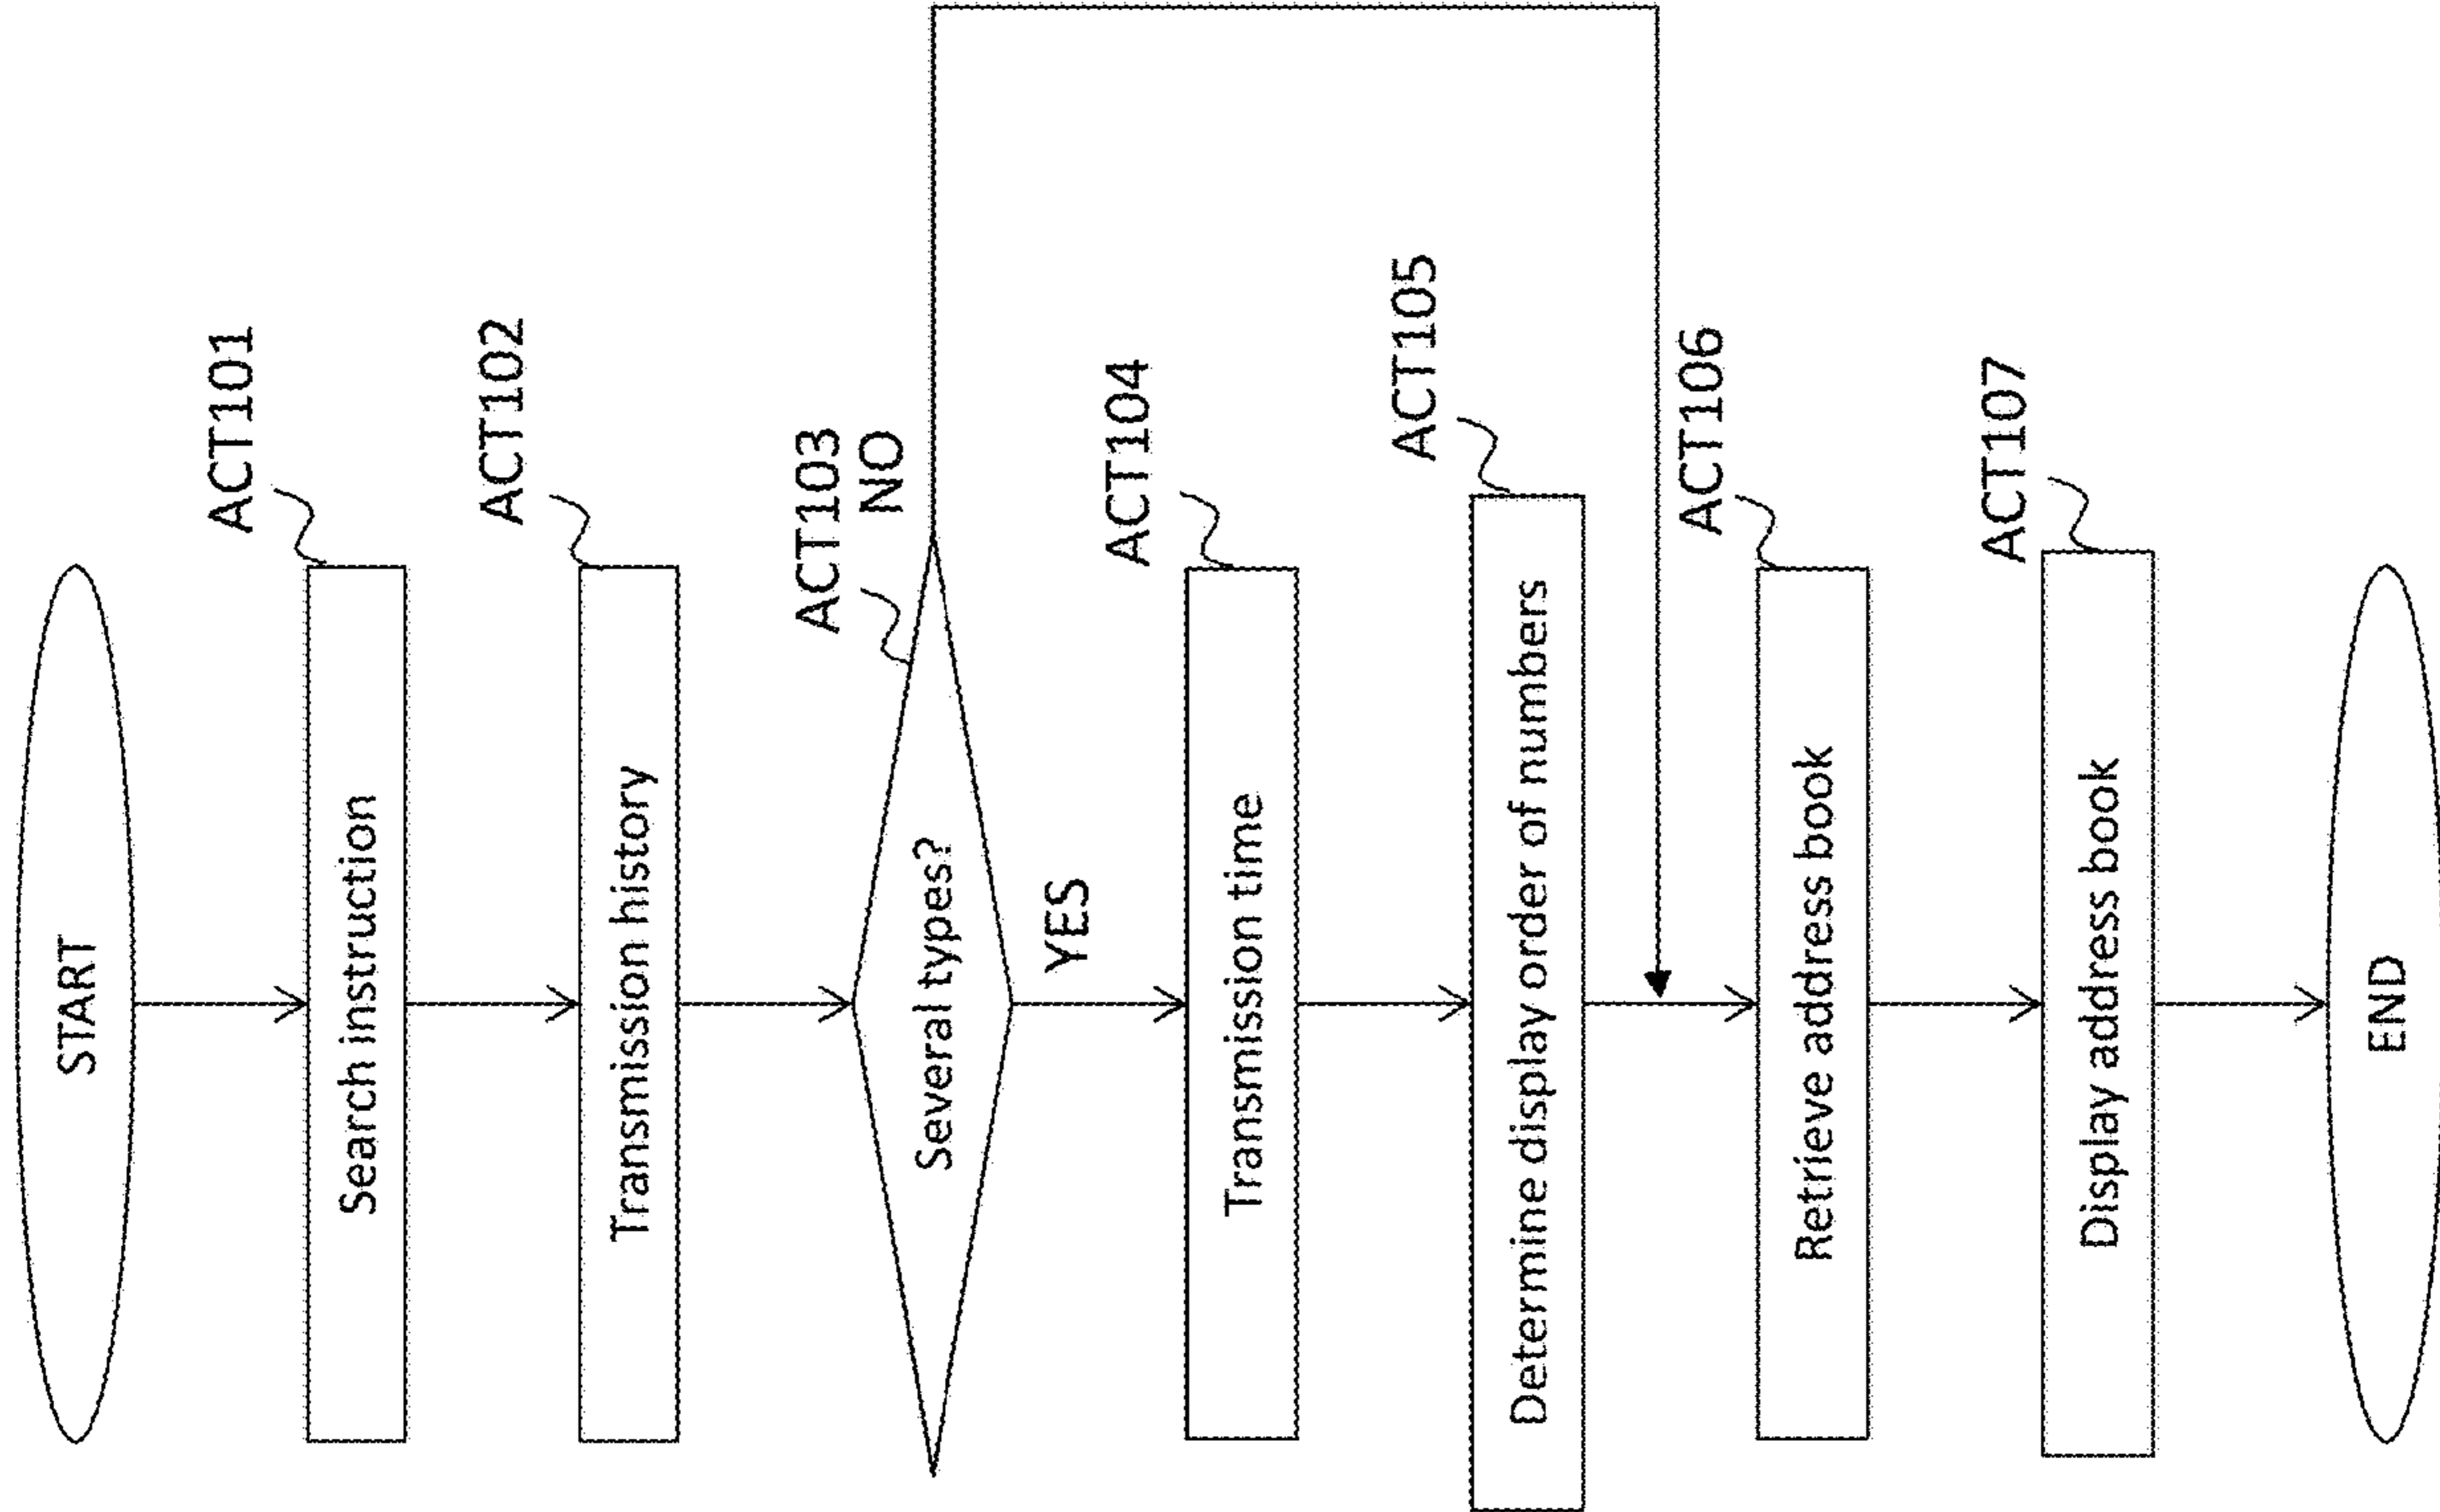 START
ACT101
Search instruction
ACT102
Transmission history
ACT103
NO
Several types?
YES
ACT104
Transmission time
ACT105
Determine display order of numbers
ACT106
Retrieve address book
ACT107
Display address book
END